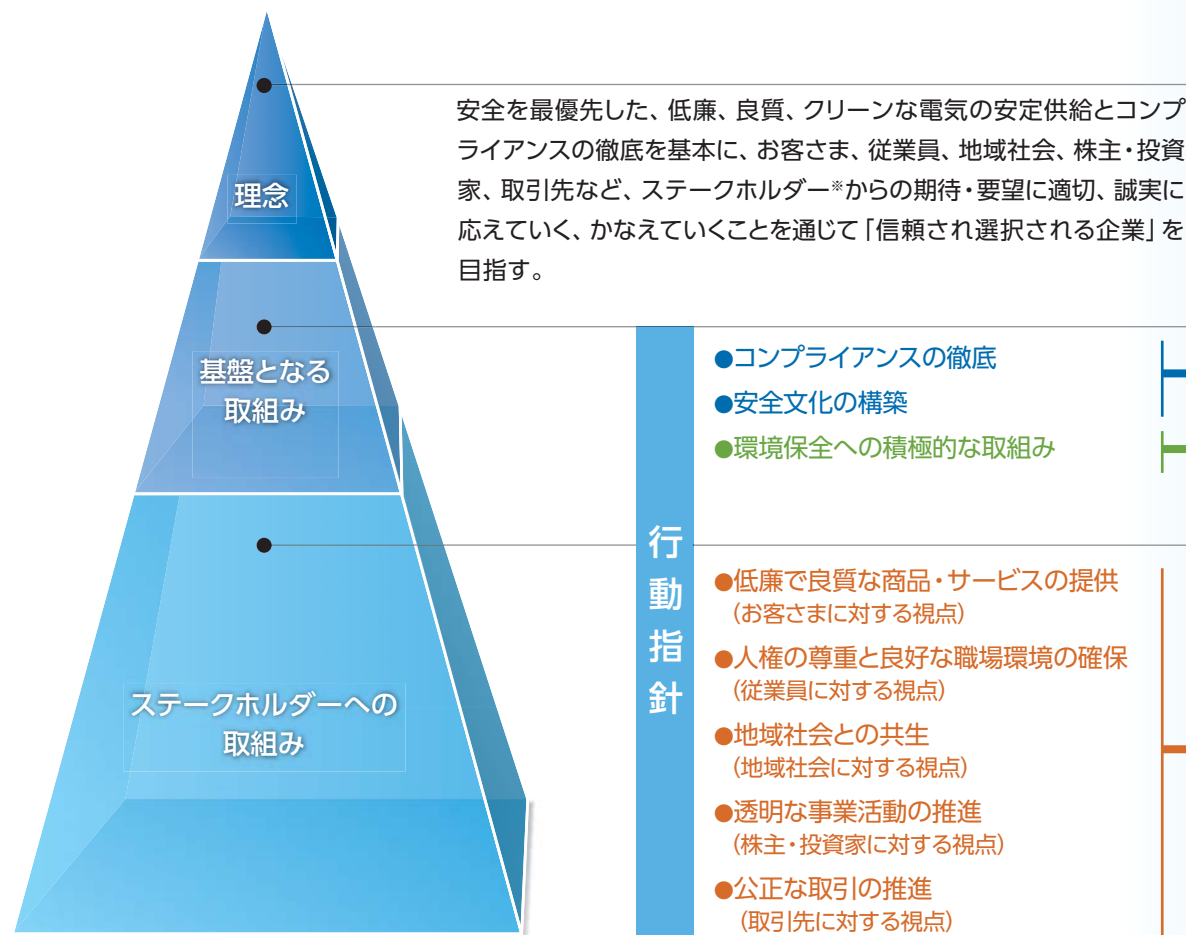 安全を最優先した、低廉、良質、クリーンな電気の安定供給とコンプ
ライアンスの徹底を基本に、お客さま、従業員、地域社会、株主・投資
家、取引先など、ステークホルダー※からの期待・要望に適切、誠実に
応えていく、かなえていくことを通じて「信頼され選択される企業」を
目指す。
理念
基盤となる
取組み
ステークホルダーへの
取組み
行動指針
●コンプライアンスの徹底
●安全文化の構築
●環境保全への積極的な取組み
●低廉で良質な商品・サービスの提供
(お客さまに対する視点)
●人権の尊重と良好な職場環境の確保
(従業員に対する視点)
●地域社会との共生
(地域社会に対する視点)
●透明な事業活動の推進
(株主・投資家に対する視点)
●公正な取引の推進
(取引先に対する視点)